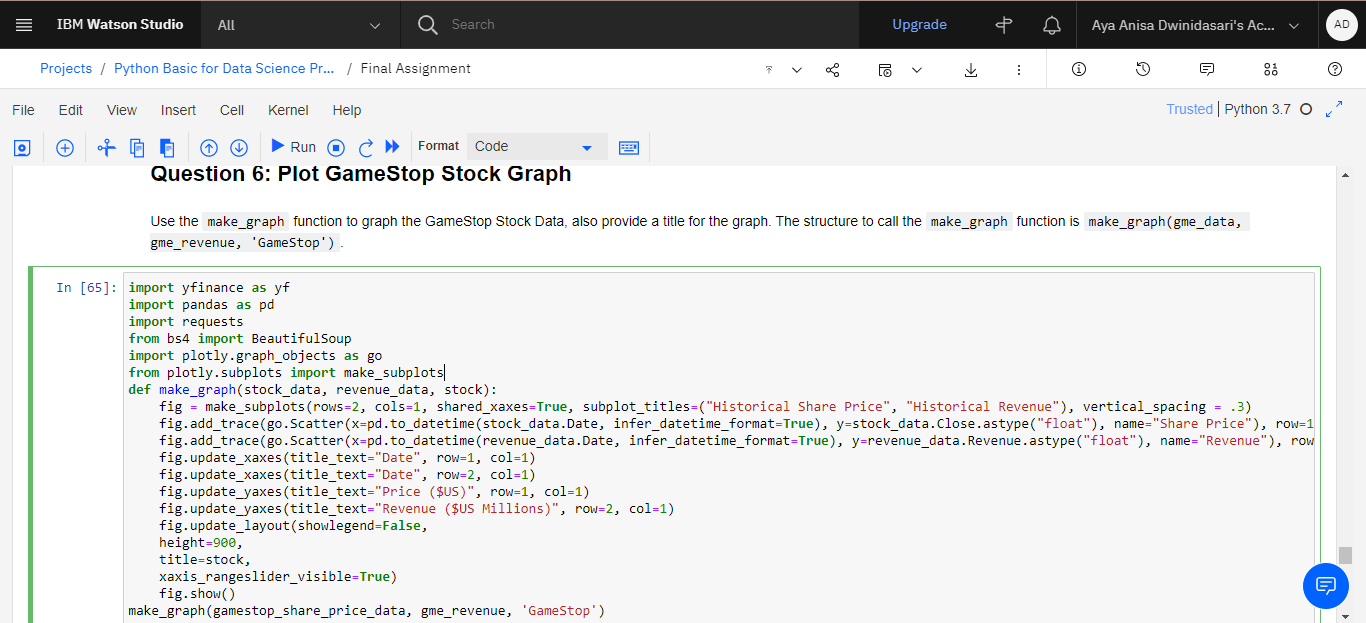 IBM Watson Studio All Search Upgrade Aya Anisa Dwinidasari's Ac... AD
Projects / Python Basic for Data Science Pr... / Final Assignment
File Edit View Insert Cell Kernel Help Trusted | Python 3.7
Run Format Code
Question 6: Plot GameStop Stock Graph
Use the make_graph function to graph the GameStop Stock Data, also provide a title for the graph. The structure to call the make_graph function is make_graph(gme_data,
gme_revenue, 'GameStop') .
In [65]: import yfinance as yf
import pandas as pd
import requests
from bs4 import BeautifulSoup
import plotly.graph_objects as go
from plotly.subplots import make_subplots
def make_graph(stock_data, revenue_data, stock):
    fig = make_subplots(rows=2, cols=1, shared_xaxes=True, subplot_titles=("Historical Share Price", "Historical Revenue"), vertical_spacing = .3)
    fig.add_trace(go.Scatter(x=pd.to_datetime(stock_data.Date, infer_datetime_format=True), y=stock_data.Close.astype("float"), name="Share Price"), row=1
    fig.add_trace(go.Scatter(x=pd.to_datetime(revenue_data.Date, infer_datetime_format=True), y=revenue_data.Revenue.astype("float"), name="Revenue"), row
    fig.update_xaxes(title_text="Date", row=1, col=1)
    fig.update_xaxes(title_text="Date", row=2, col=1)
    fig.update_yaxes(title_text="Price ($US)", row=1, col=1)
    fig.update_yaxes(title_text="Revenue ($US Millions)", row=2, col=1)
    fig.update_layout(showlegend=False,
    height=900,
    title=stock,
    xaxis_rangeslider_visible=True)
    fig.show()
make_graph(gamestop_share_price_data, gme_revenue, 'GameStop')